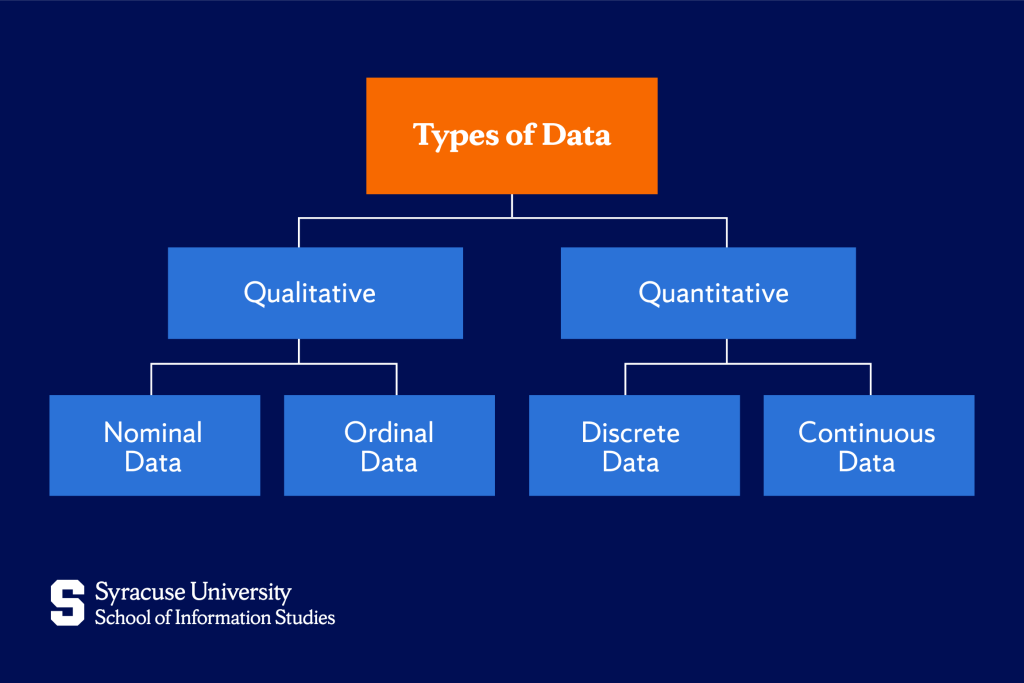 Types of Data
Qualitative
Quantitative
Nominal
Data
Ordinal
Data
Discrete
Data
Continuous
Data
S
Syracuse University
School of Information Studies